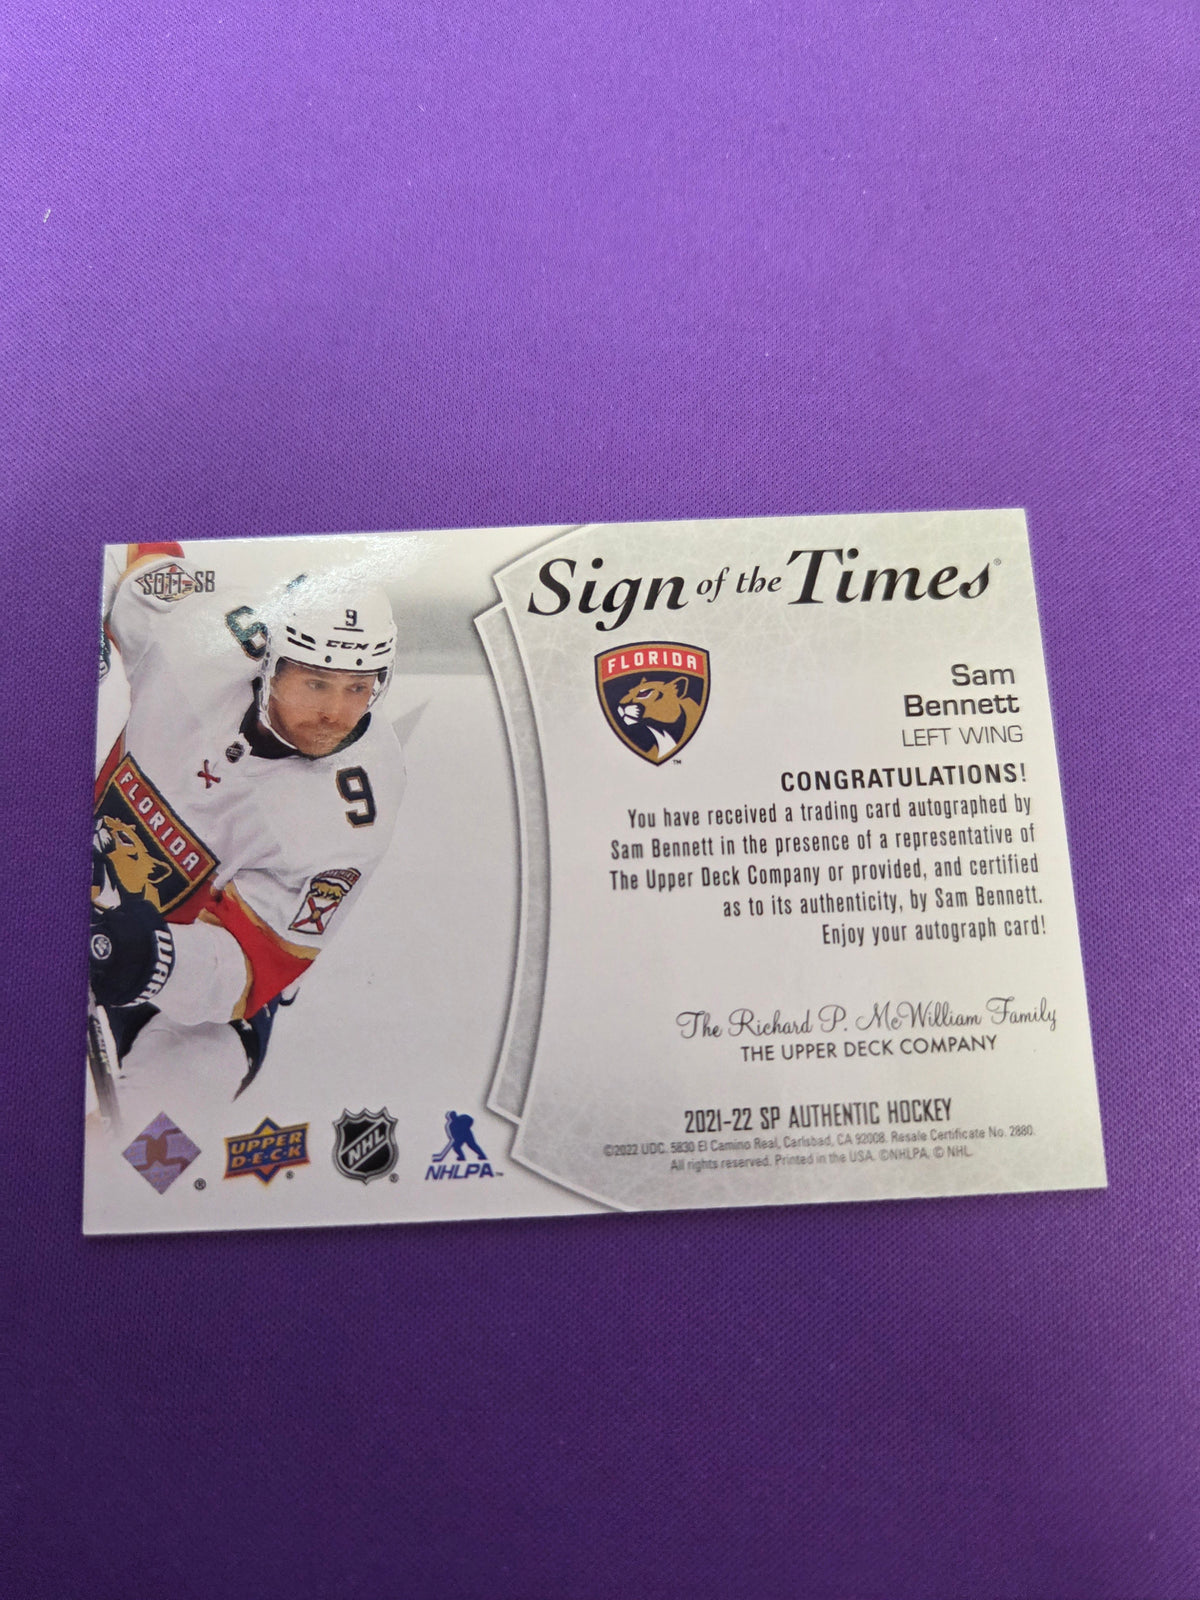 SOTT-SB
9
CCM
9
FLORIDA
Sign of the Times
FLORIDA
Sam
Bennett
LEFT WING
CONGRATULATIONS!
You have received a trading card autographed by
Sam Bennett in the presence of a representative of
The Upper Deck Company or provided, and certified
as to its authenticity, by Sam Bennett.
Enjoy your autograph card!
The Richard P. McWilliam Family
THE UPPER DECK COMPANY
2021-22 SP AUTHENTIC HOCKEY
©2022 UDC. 5830 El Camino Real, Carlsbad, CA 92008. Resale Certificate No. 2880.
All rights reserved. Printed in the USA. ©NHLPA. © NHL.
UPPER
D·E·C·K
NHL
NHLPA